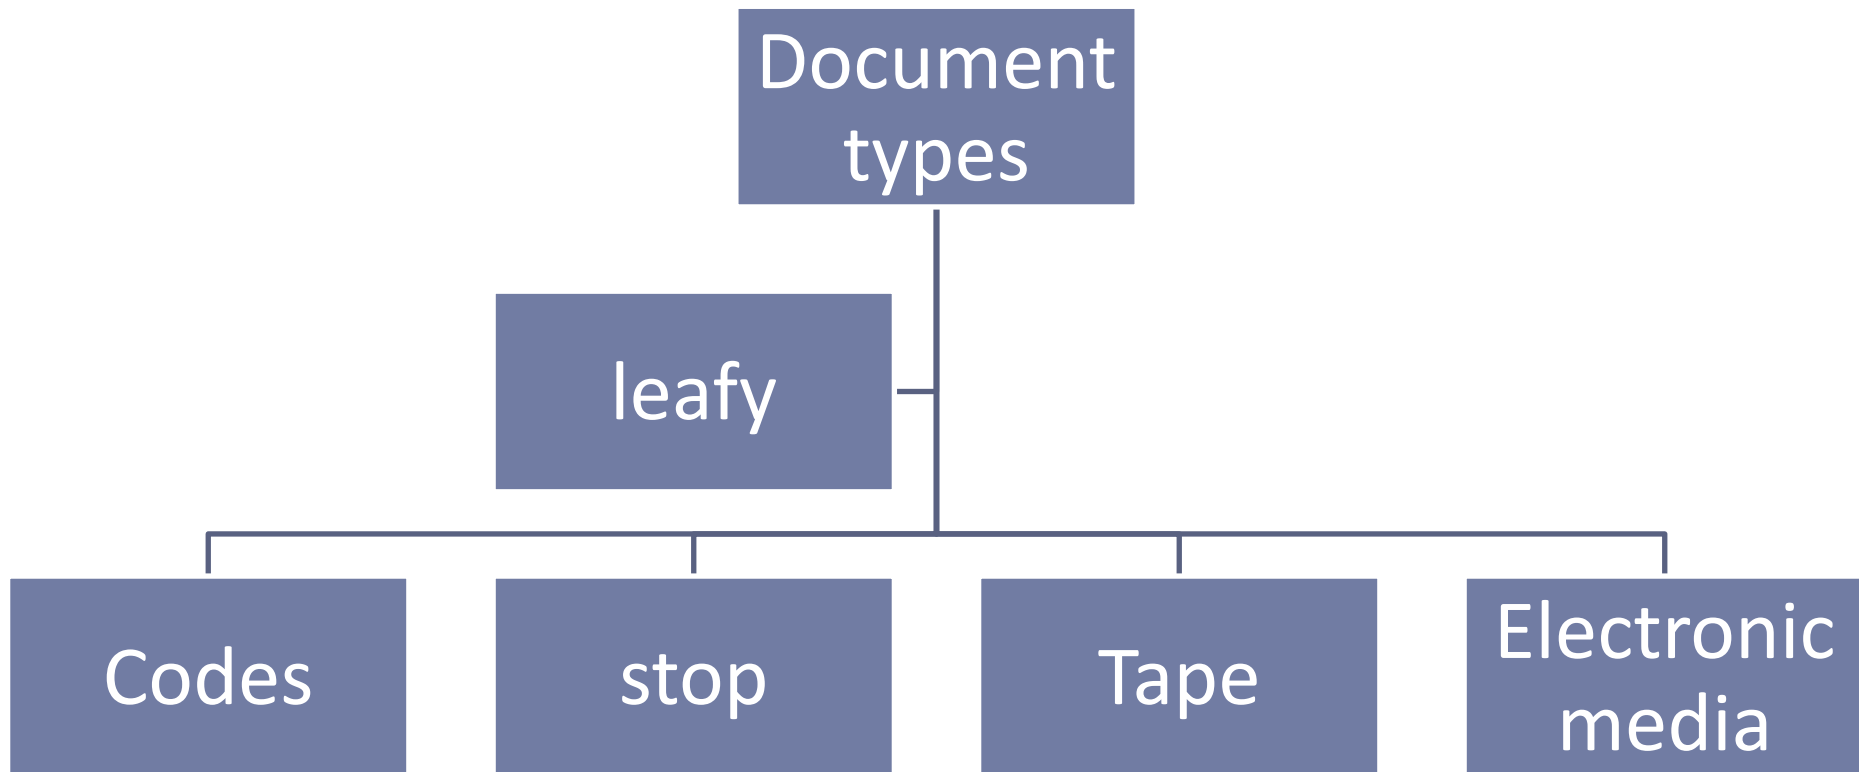 Document
types
leafy
Codes
stop
Tape
Electronic
media